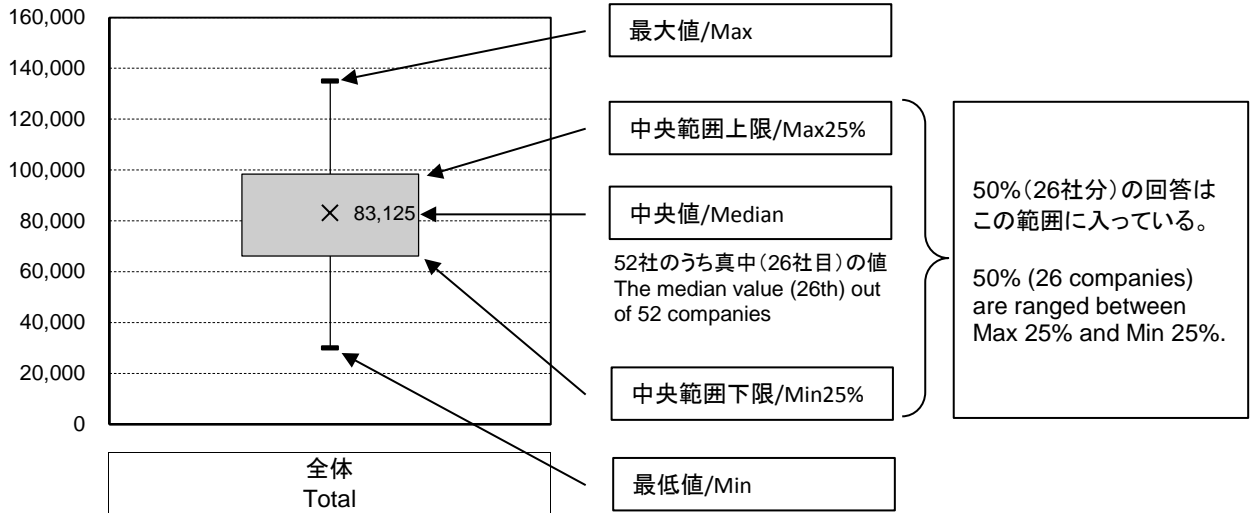 160,000
140,000
120,000
100,000
80,000
60,000
40,000
20,000
0
83,125
全体
Total
最大値/Max
中央範囲上限/Max25%
中央値/Median
52社のうち真中(26社目)の値
The median value (26th) out
of 52 companies
中央範囲下限/Min25%
最低値/Min
50%(26社分)の回答は
この範囲に入っている。
50% (26 companies)
are ranged between
Max 25% and Min 25%.